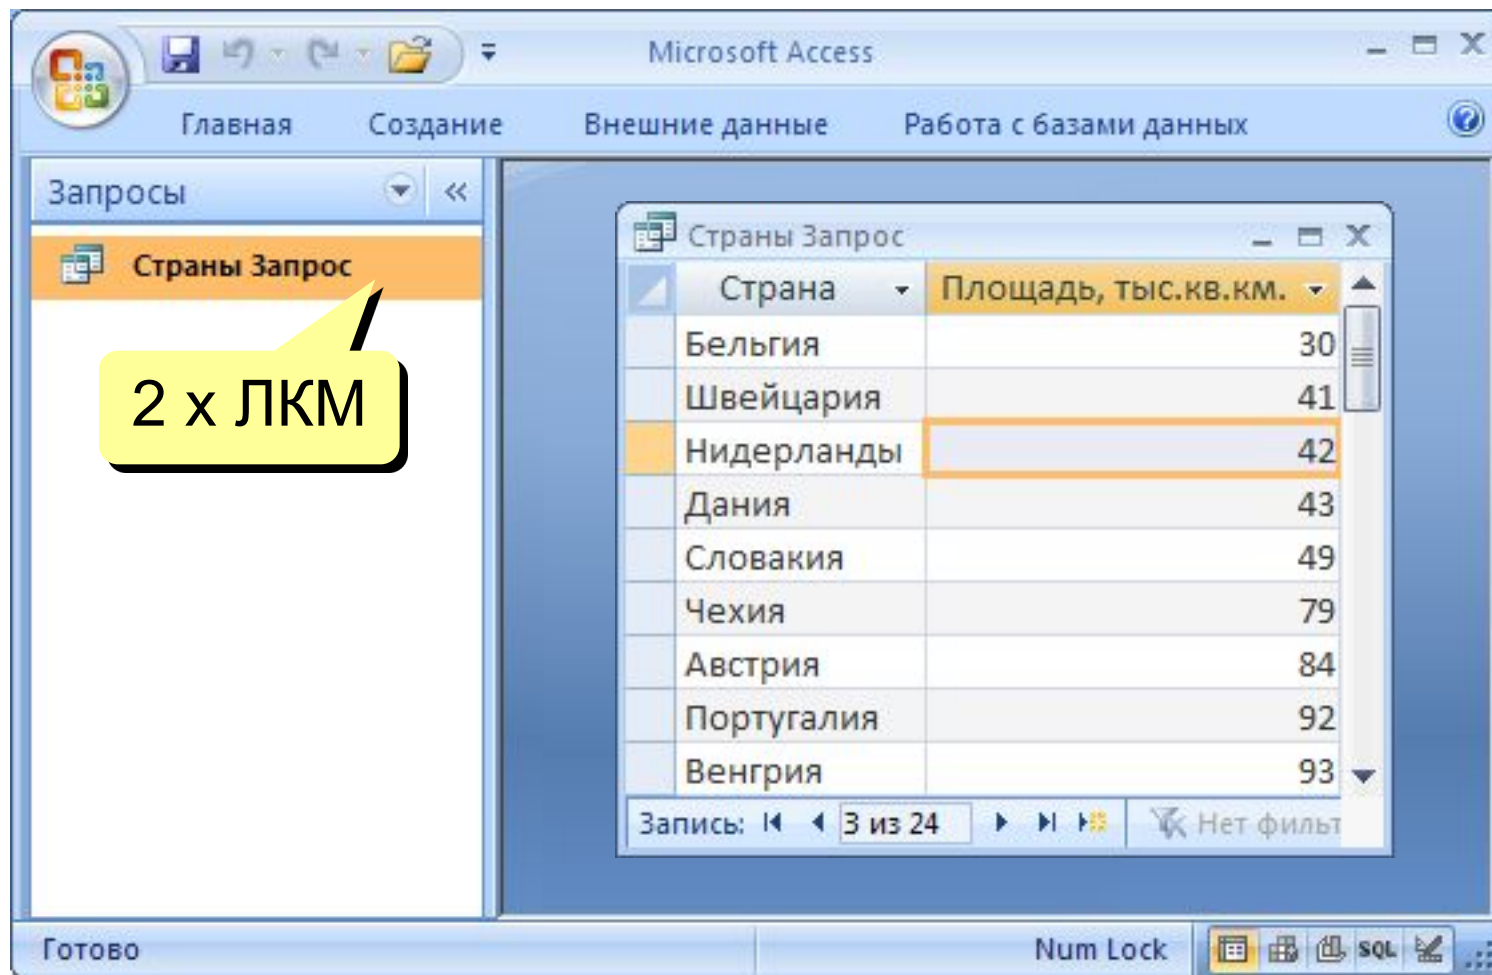 Microsoft Access
Главная Создание Внешние данные Работа с базами данных
Запросы
Страны Запрос
2 x ЛКМ
Страны Запрос
Страна Площадь, тыс.кв.км.
Бельгия 30
Швейцария 41
Нидерланды 42
Дания 43
Словакия 49
Чехия 79
Австрия 84
Португалия 92
Венгрия 93
Запись: 3 из 24 Нет фильт
Готово Num Lock SQL